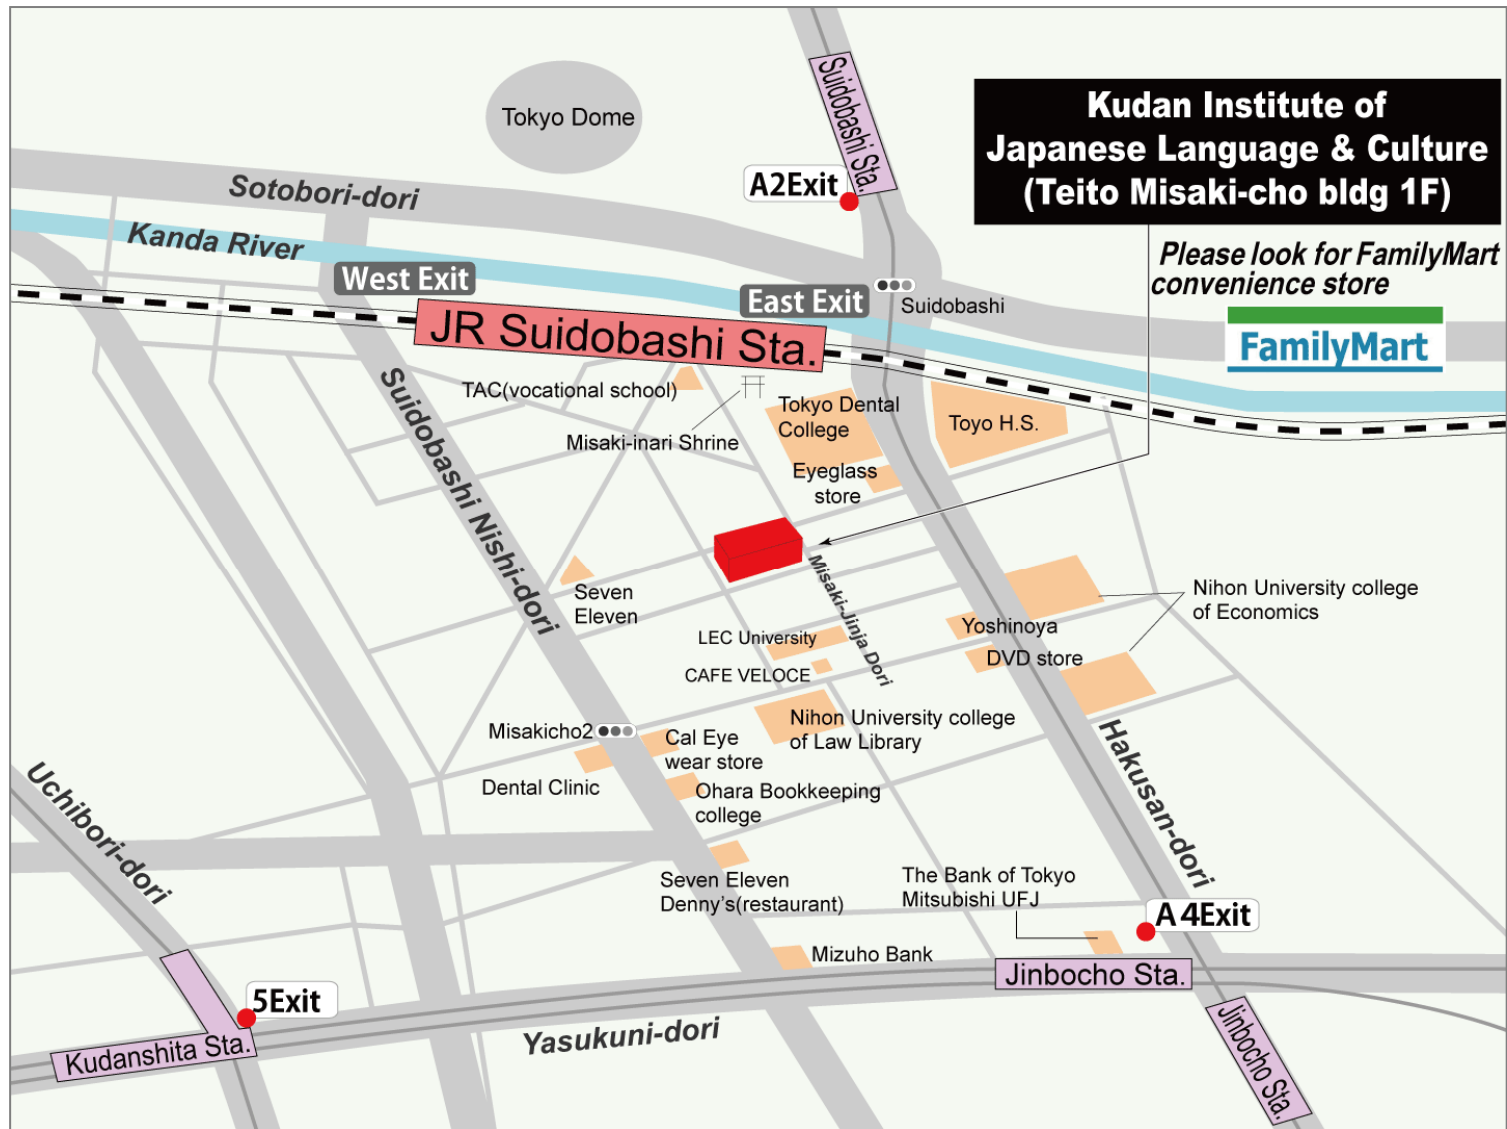 Tokyo Dome
Suidobashi Sta.
Kudan Institute of
Japanese Language & Culture
(Teito Misaki-cho bldg 1F)
A2Exit
Sotobori-dori
Kanda River
Please look for FamilyMart
convenience store
FamilyMart
West Exit
East Exit
Suidobashi
JR Suidobashi Sta.
TAC(vocational school)
Misaki-inari Shrine
Tokyo Dental
College
Toyo H.S.
Eyeglass
store
Suidobashi Nishi-dori
Misaki-Jinja Dori
Seven
Eleven
Nihon University college
of Economics
LEC University
Yoshinoya
CAFE VELOCE
DVD store
Misakicho2
Nihon University college
of Law Library
Cal Eye
wear store
Dental Clinic
Ohara Bookkeeping
college
Uchibori-dori
Hakusan-dori
Seven Eleven
Denny's(restaurant)
The Bank of Tokyo
Mitsubishi UFJ
A4Exit
Mizuho Bank
Jinbocho Sta.
5Exit
Kudanshita Sta.
Yasukuni-dori
Jinbocho Sta.